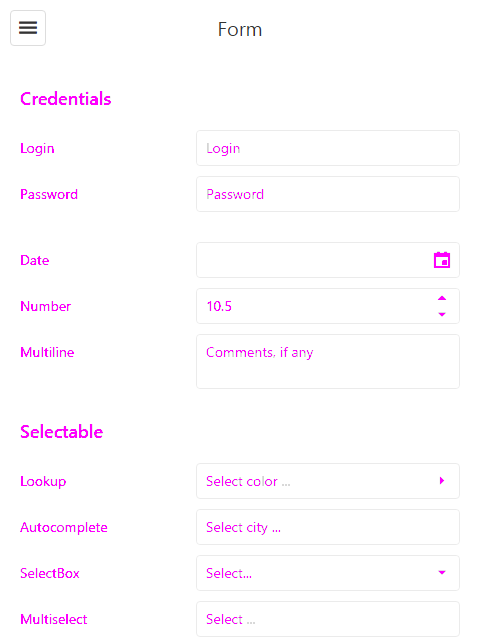 Form
Credentials
Login Login
Password Password
Date
Number 10.5
Multiline Comments, if any
Selectable
Lookup Select color ...
Autocomplete Select city ...
SelectBox Select...
Multiselect Select ...